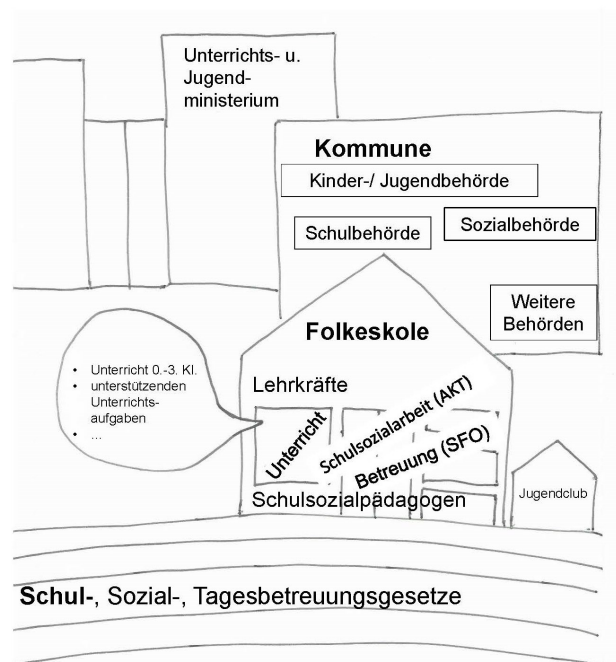 Unterrichts- u.
Jugend-
ministerium
Kommune
Kinder-/ Jugendbehörde
Schulbehörde
Sozialbehörde
Weitere
Behörden
Folkeskole
• Unterricht 0.-3. Kl.
• unterstützenden
Unterrichts-
aufgaben
• ...
Lehrkräfte
Unterricht
Schulsozialarbeit (AKT)
Betreuung (SFO)
Schulsozialpädagogen
Jugendclub
Schul-, Sozial-, Tagesbetreuungsgesetze